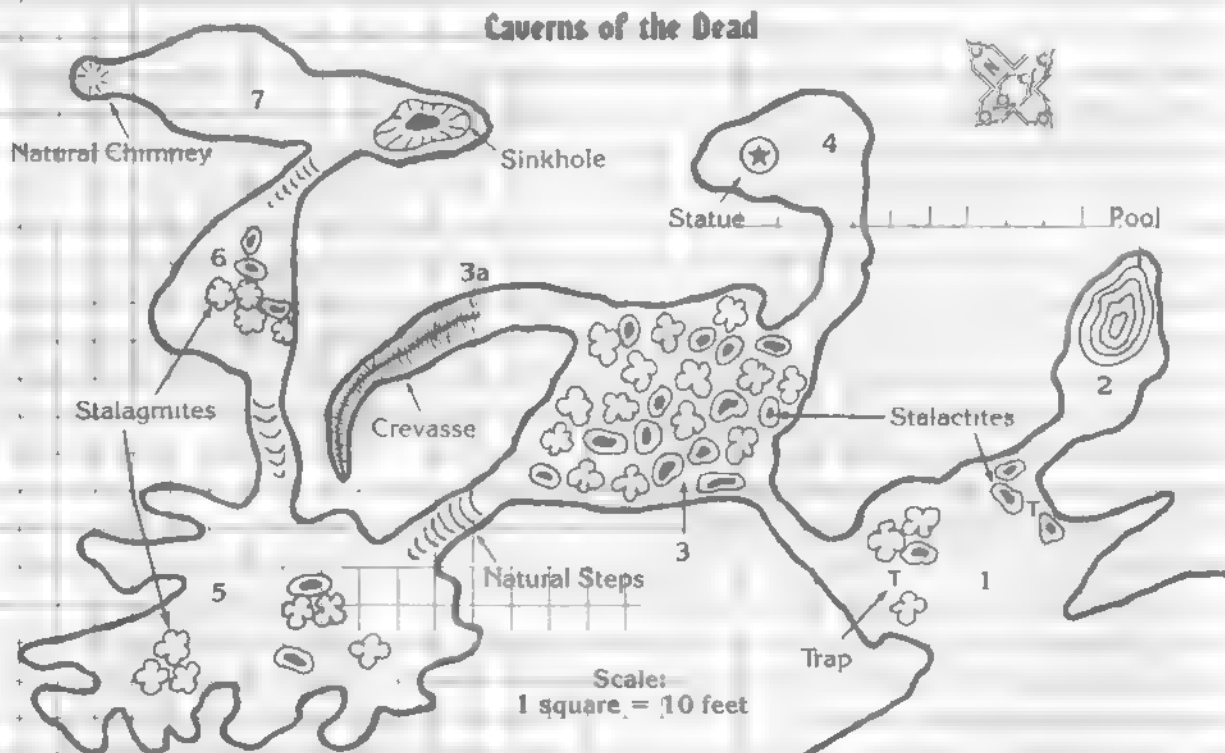 Caverns of the Dead
N
7
Natural Chimney
Sinkhole
4
Statue
Pool
6
3a
2
Stalagmites
Crevasse
Stalactites
T
3
T
1
5
Natural Steps
Trap
Scale:
1 square = 10 feet